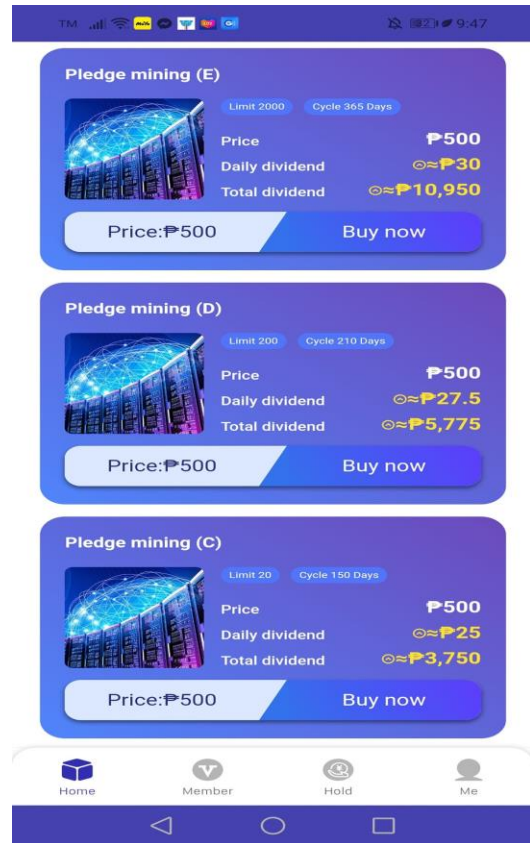 TM 9:47
Pledge mining (E)
Limit 2000 Cycle 365 Days
Price ₱500
Daily dividend ≈₱30
Total dividend ≈₱10,950
Price:₱500 Buy now
Pledge mining (D)
Limit 200 Cycle 210 Days
Price ₱500
Daily dividend ≈₱27.5
Total dividend ≈₱5,775
Price:₱500 Buy now
Pledge mining (C)
Limit 20 Cycle 150 Days
Price ₱500
Daily dividend ≈₱25
Total dividend ≈₱3,750
Price:₱500 Buy now
Home Member Hold Me